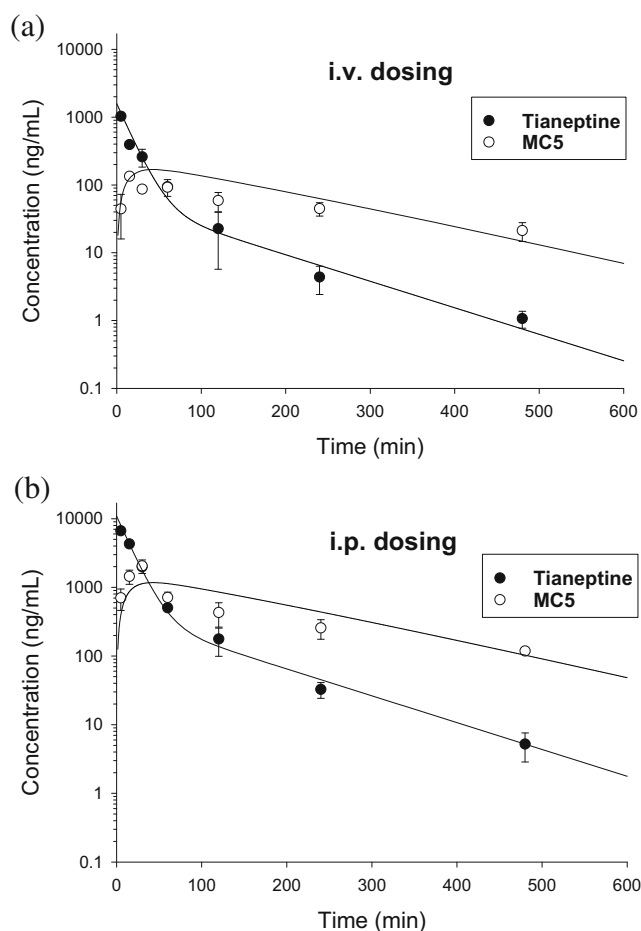 (a)
i.v. dosing
Tianeptine
MC5
Concentration (ng/mL)
10000
1000
100
10
1
0.1
0 100 200 300 400 500 600
Time (min)
(b)
i.p. dosing
Tianeptine
MC5
Concentration (ng/mL)
10000
1000
100
10
1
0.1
0 100 200 300 400 500 600
Time (min)